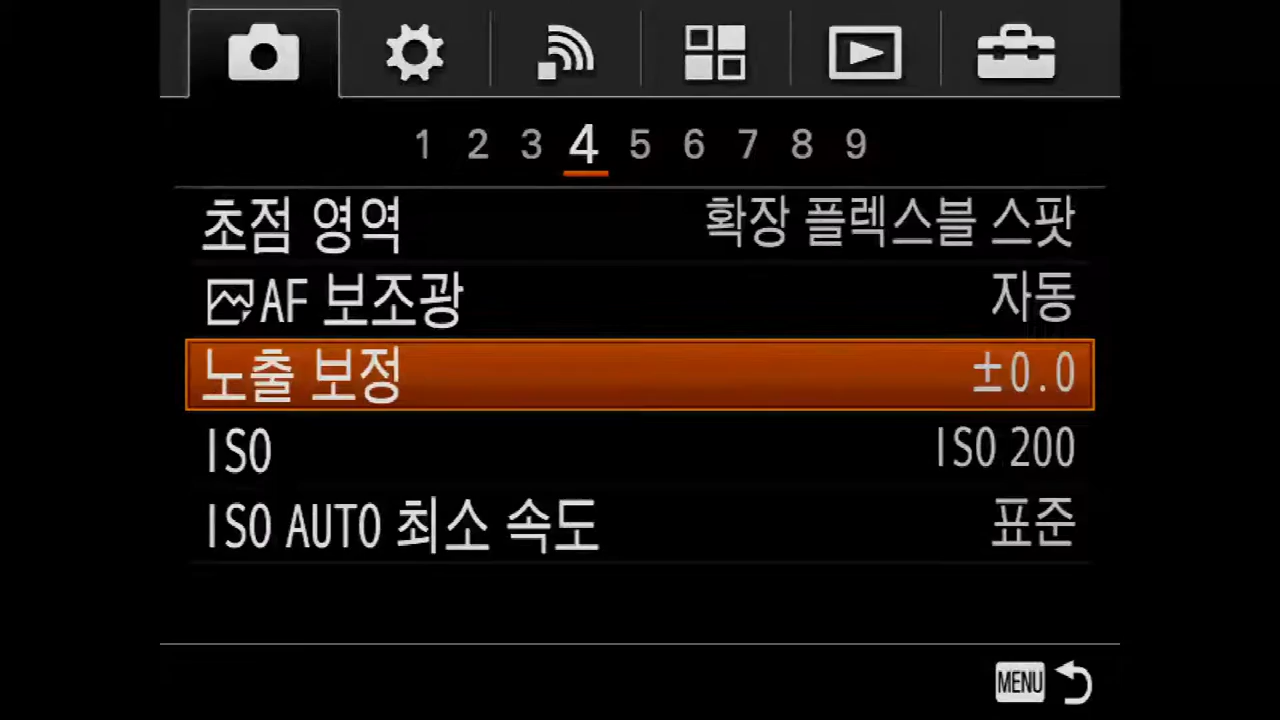 1 2 3 4 5 6 7 8 9
초점 영역 확장 플렉스블 스팟
AF 보조광 자동
노출 보정 ±0.0
ISO ISO 200
ISO AUTO 최소 속도 표준
MENU